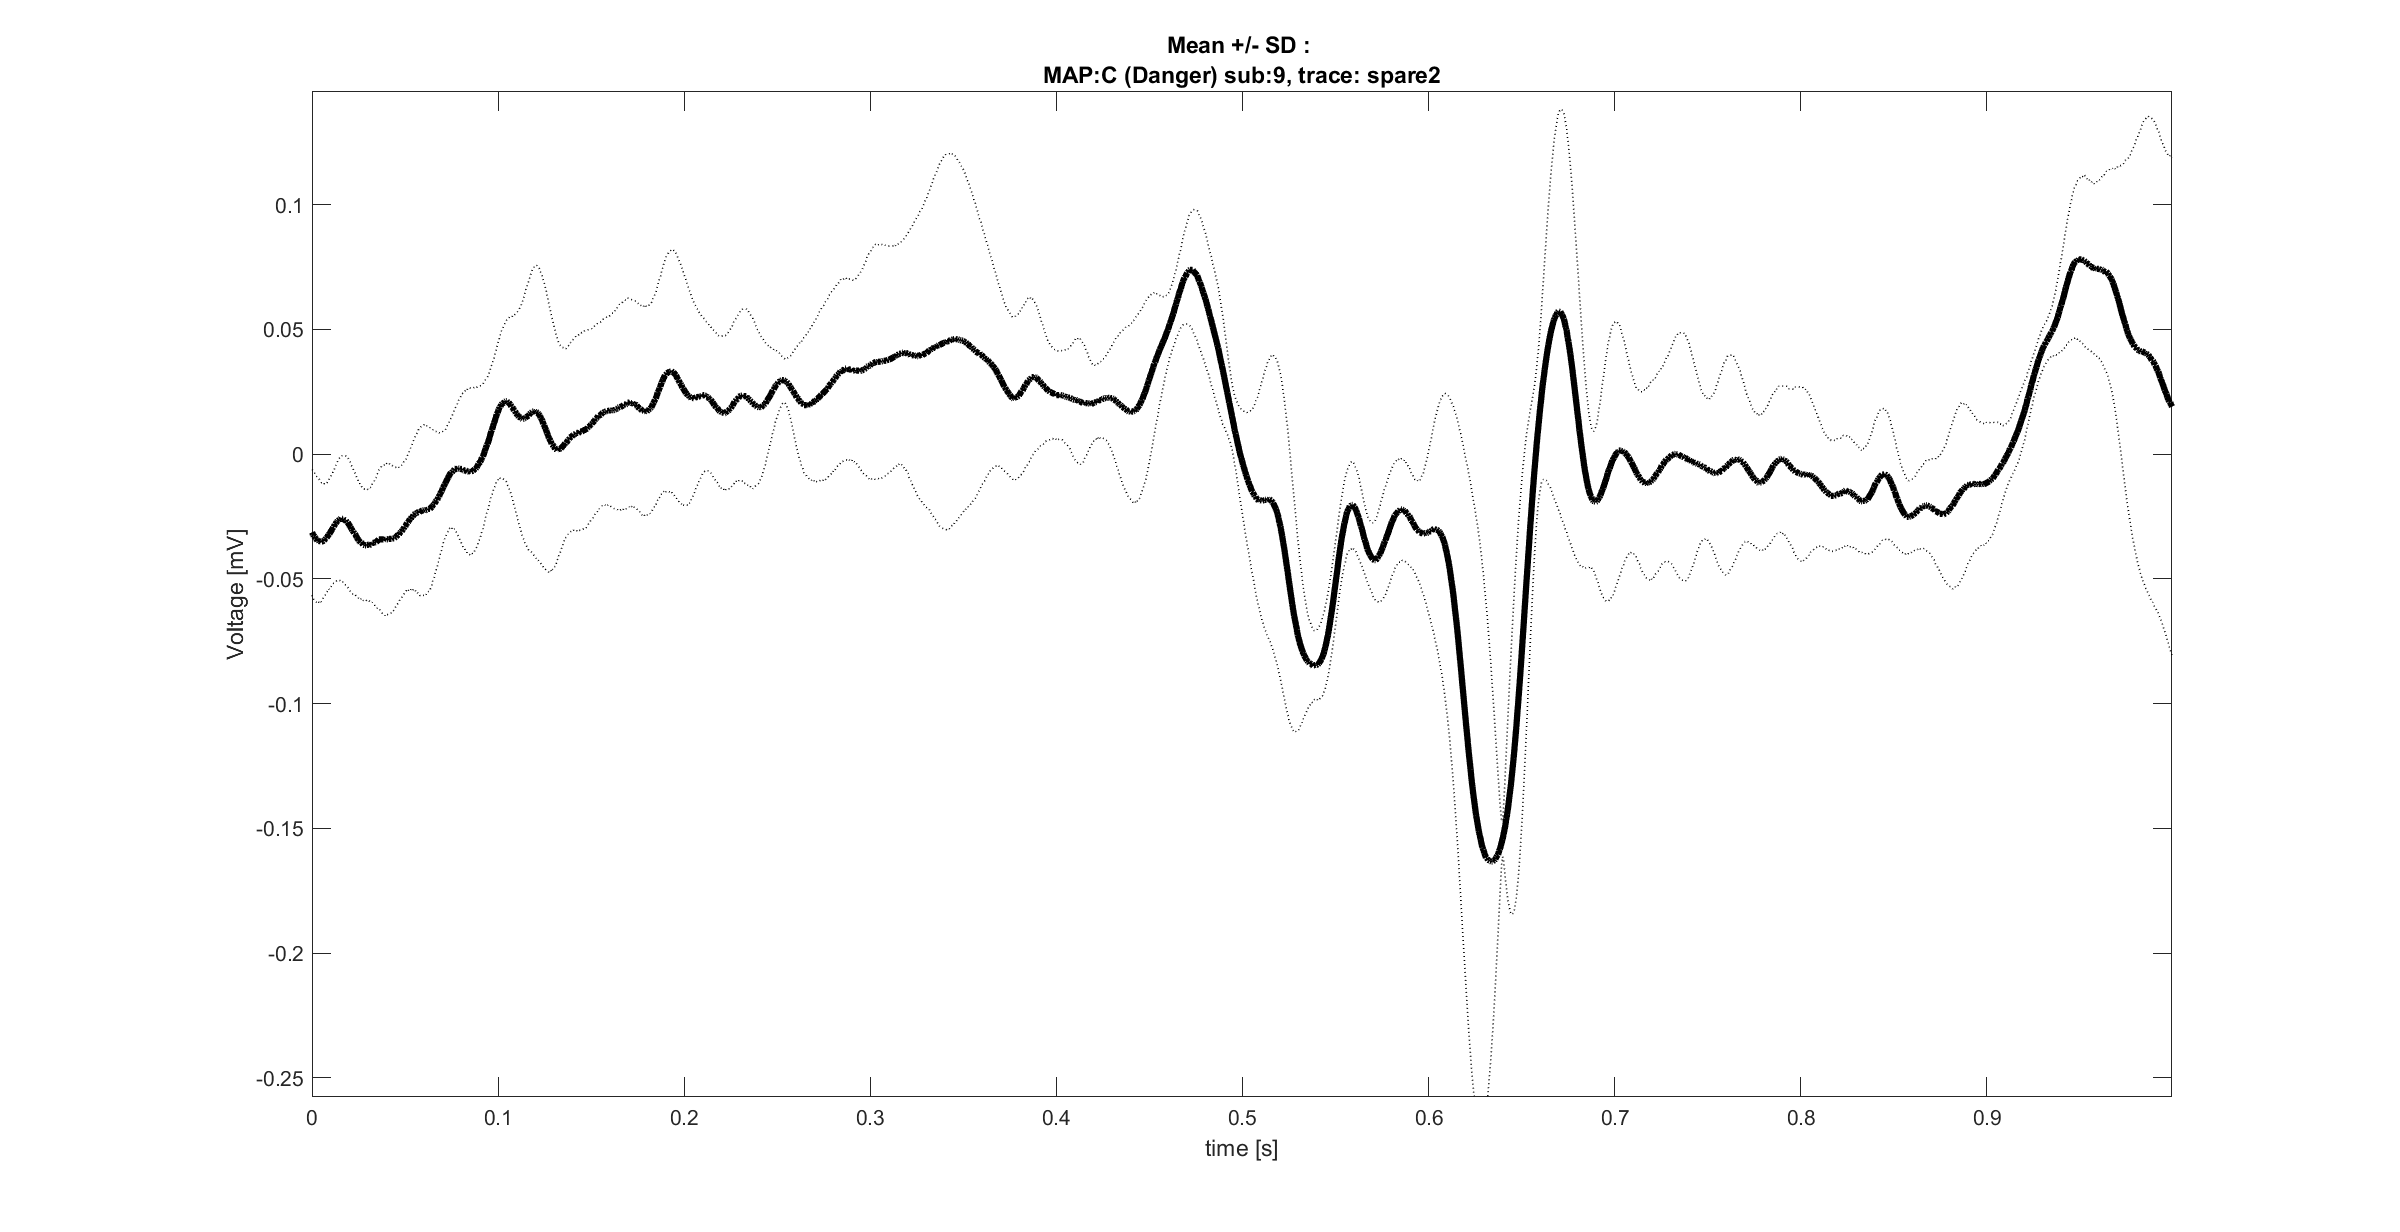 Mean +/- SD :
MAP:C (Danger) sub:9, trace: spare2
0.1
0.05
0
-0.05
-0.1
-0.15
-0.2
-0.25
Voltage [mV]
0 0.1 0.2 0.3 0.4 0.5 0.6 0.7 0.8 0.9
time [s]